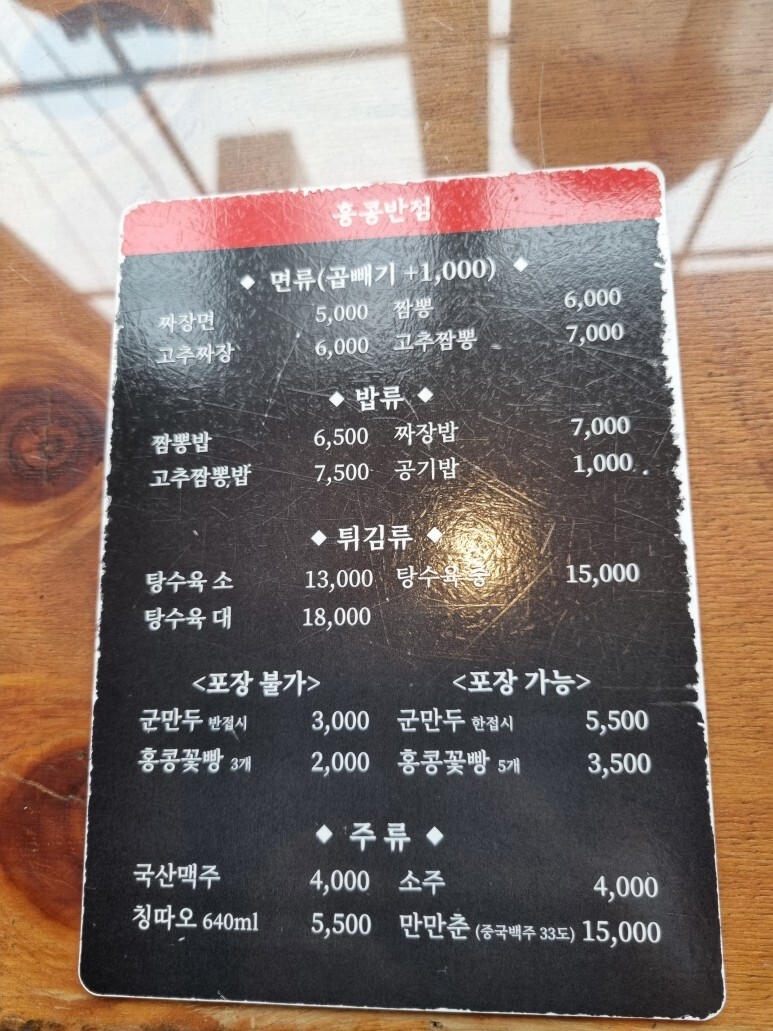 홍콩반점
◆ 면류(곱빼기 +1,000) ◆
짜장면 5,000 짬뽕 6,000
고추짜장 6,000 고추짬뽕 7,000
◆ 밥류 ◆
짬뽕밥 6,500 짜장밥 7,000
고추짬뽕밥 7,500 공기밥 1,000
◆ 튀김류 ◆
탕수육 소 13,000 탕수육 중 15,000
탕수육 대 18,000
<포장 불가> <포장 가능>
군만두 반접시 3,000 군만두 한접시 5,500
홍콩꽃빵 3개 2,000 홍콩꽃빵 5개 3,500
◆ 주류 ◆
국산맥주 4,000 소주 4,000
칭따오 640ml 5,500 만만춘 (중국백주 33도) 15,000